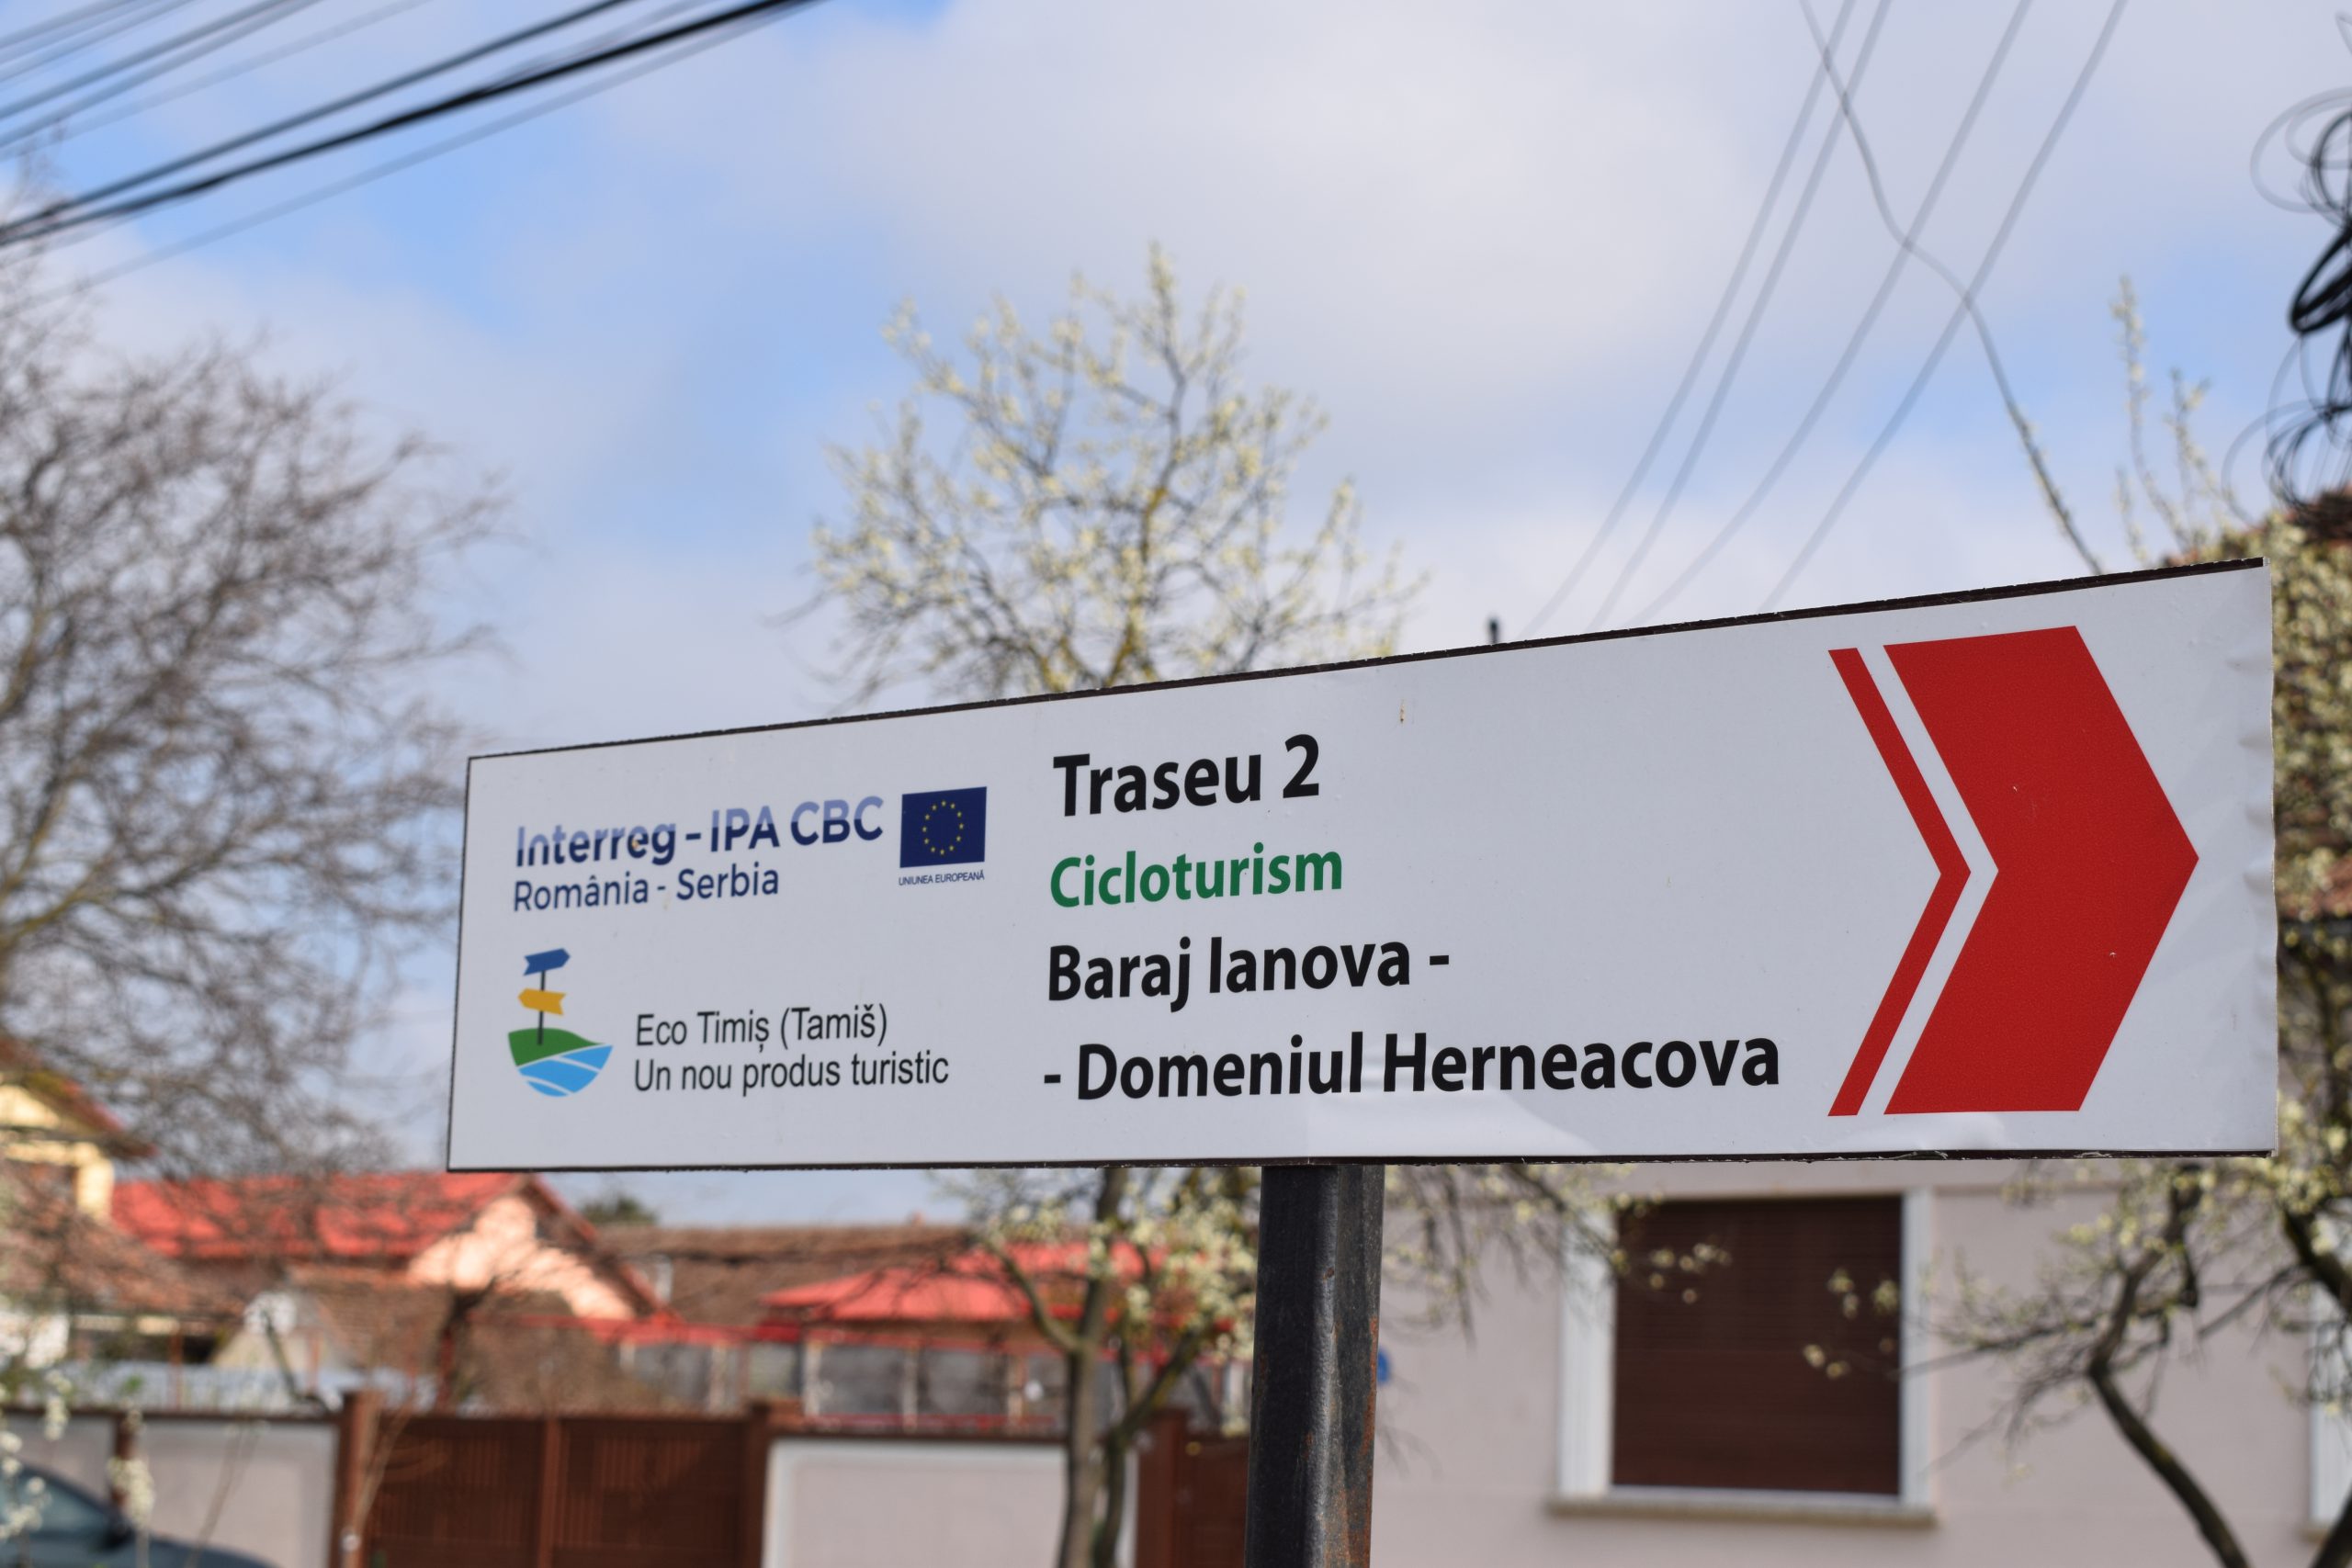 Interreg - IPA CBC
România - Serbia
UNIUNEA EUROPEANĂ
Eco Timiș (Tamiš)
Un nou produs turistic
Traseu 2
Cicloturism
Baraj Ianova -
- Domeniul Herneacova